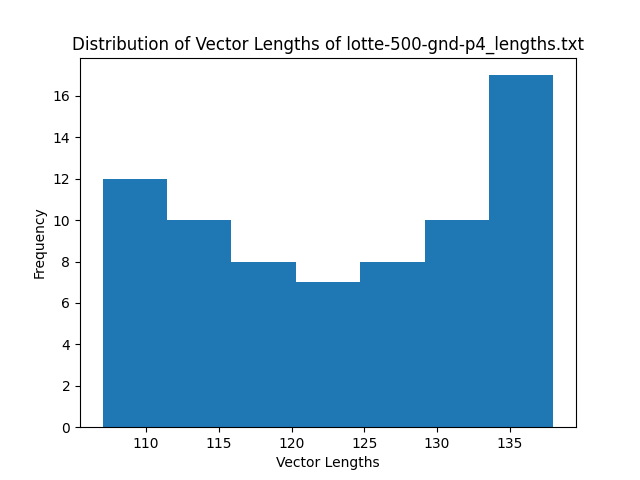 Distribution of Vector Lengths of lotte-500-gnd-p4_lengths.txt
16
14
12
10
8
6
4
2
0
Frequency
110 115 120 125 130 135
Vector Lengths